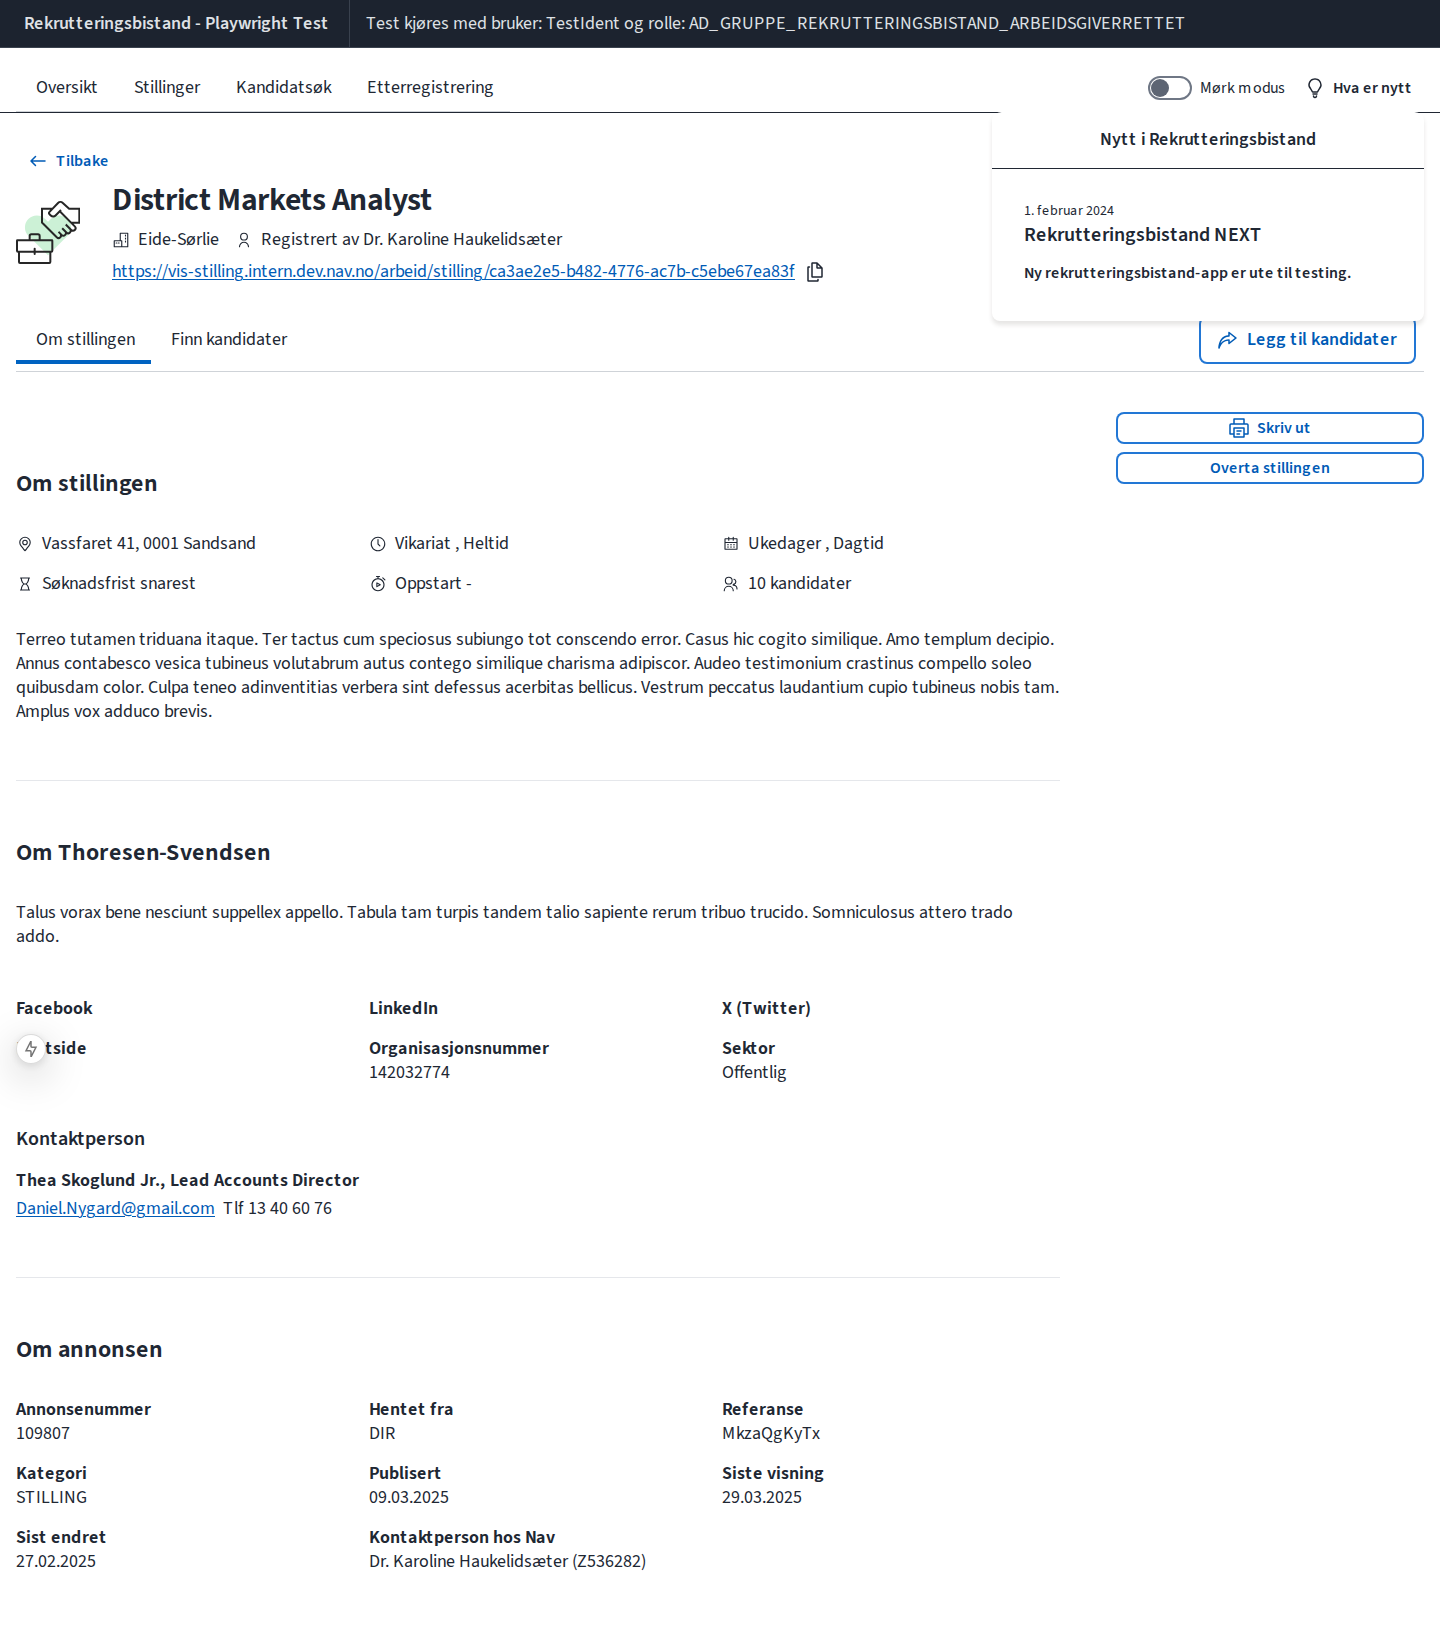 Rekrutteringsbistand - Playwright Test
Test kjøres med bruker: TestIdent og rolle: AD_GRUPPE_REKRUTTERINGSBISTAND_ARBEIDSGIVERRETTET
Oversikt
Stillinger
Kandidatsøk
Etterregistrering
Mørk modus
Hva er nytt
Nytt i Rekrutteringsbistand
1. februar 2024
Rekrutteringsbistand NEXT
Ny rekrutteringsbistand-app er ute til testing.
Tilbake
District Markets Analyst
Eide-Sørlie
Registrert av Dr. Karoline Haukelidsæter
https://vis-stilling.intern.dev.nav.no/arbeid/stilling/ca3ae2e5-b482-4776-ac7b-c5ebe67ea83f
Om stillingen
Finn kandidater
Legg til kandidater
Skriv ut
Overta stillingen
Om stillingen
Vassfaret 41, 0001 Sandsand
Vikariat , Heltid
Ukedager , Dagtid
Søknadsfrist snarest
Oppstart -
10 kandidater
Terreo tutamen triduana itaque. Ter tactus cum speciosus subiungo tot conscendo error. Casus hic cogito similique. Amo templum decipio.
Annus contabesco vesica tubineus volutabrum autus contego similique charisma adipiscor. Audeo testimonium crastinus compello soleo
quibusdam color. Culpa teneo adinventitias verbera sint defessus acerbitas bellicus. Vestrum peccatus laudantium cupio tubineus nobis tam.
Amplus vox adduco brevis.
Om Thoresen-Svendsen
Talus vorax bene nesciunt suppellex appello. Tabula tam turpis tandem talio sapiente rerum tribuo trucido. Somniculosus attero trado
addo.
Facebook
LinkedIn
X (Twitter)
tside
Organisasjonsnummer
142032774
Sektor
Offentlig
Kontaktperson
Thea Skoglund Jr., Lead Accounts Director
Daniel.Nygard@gmail.com Tlf 13 40 60 76
Om annonsen
Annonsenummer
109807
Hentet fra
DIR
Referanse
MkzaQgKyTx
Kategori
STILLING
Publisert
09.03.2025
Siste visning
29.03.2025
Sist endret
27.02.2025
Kontaktperson hos Nav
Dr. Karoline Haukelidsæter (Z536282)